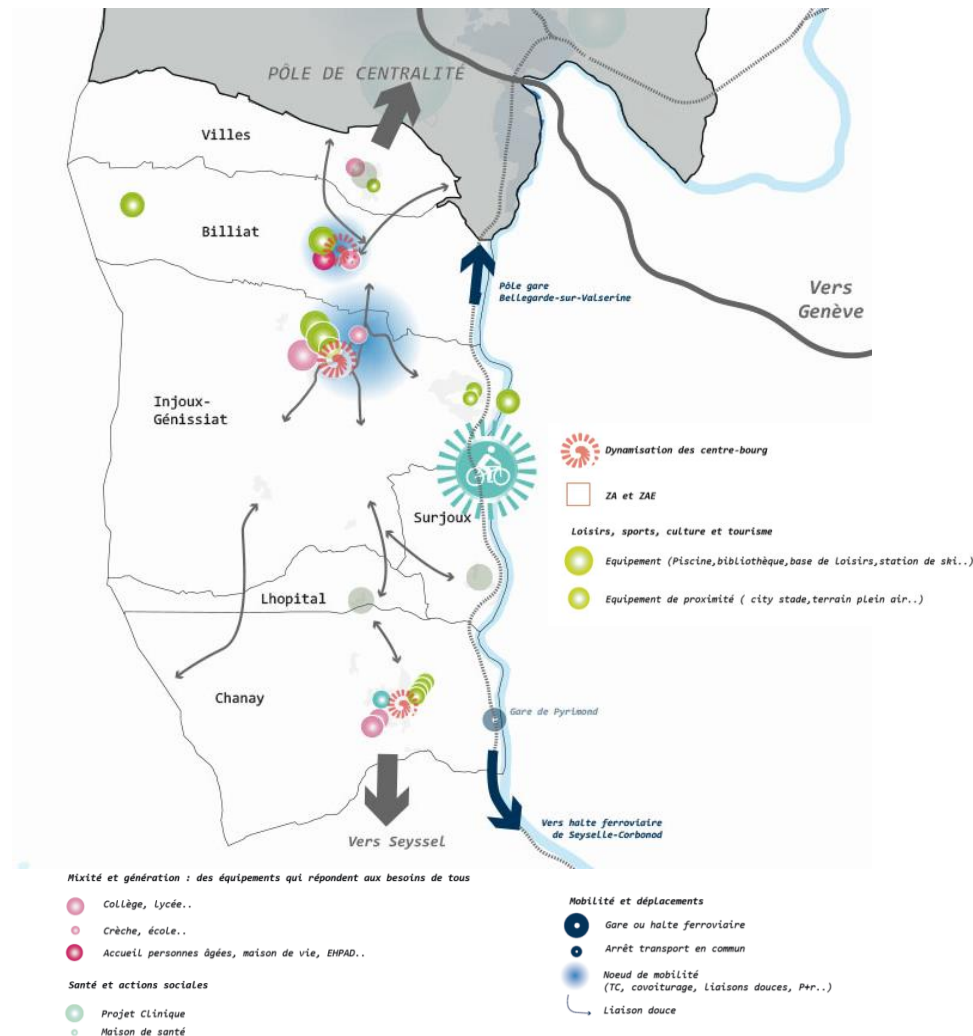 PÔLE DE CENTRALITÉ
Villes
Billiat
Pôle gare
Bellegarde-sur-Valserine
Vers
Genève
Injoux-
Génissiat
Dynamisation des centre-bourg
ZA et ZAE
Surjoux
Loisirs, sports, culture et tourisme
Equipement (Piscine,bibliothèque,base de loisirs,station de ski..)
Lhopital
Equipement de proximité ( city stade,terrain plein air..)
Chanay
Gare de Pyrimond
Vers Seyssel
Vers halte ferroviaire
de Seyselle-Corbonod
Mixité et génération : des équipements qui répondent aux besoins de tous
Collège, Lycée..
Crèche, école..
Accueil personnes âgées, maison de vie, EHPAD..
Santé et actions sociales
Projet Clinique
Maison de santé
Mobilité et déplacements
Gare ou halte ferroviaire
Arrêt transport en commun
Noeud de mobilité
(TC, covoiturage, liaisons douces, P+r..)
Liaison douce